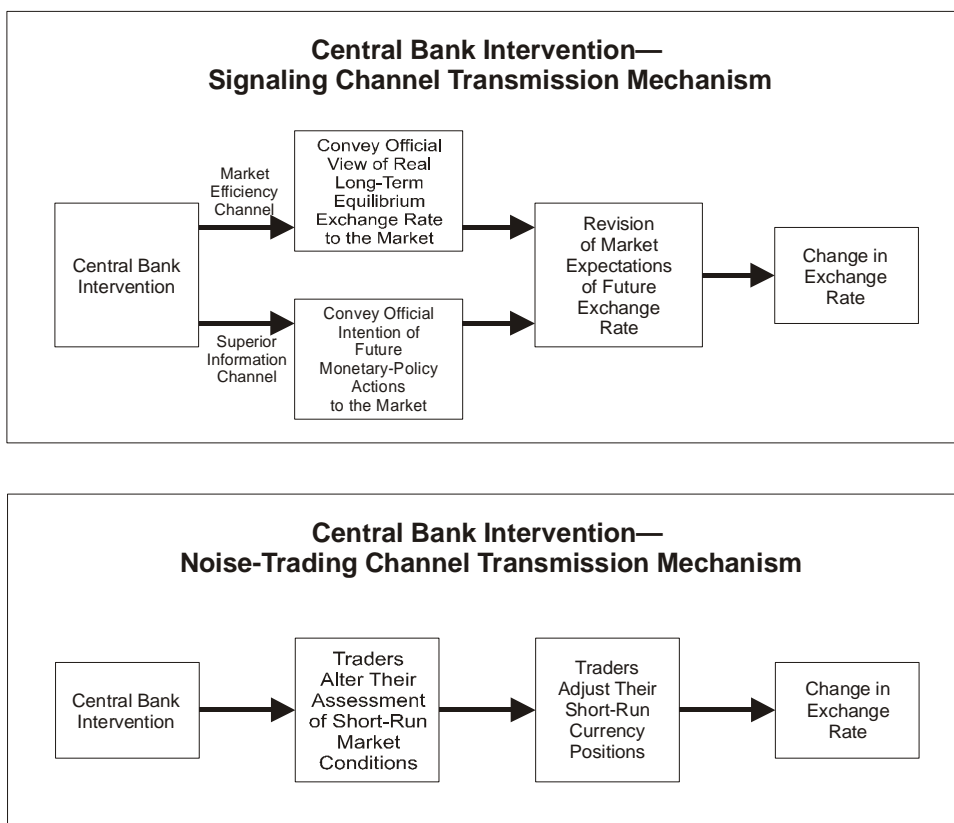 Central Bank Intervention—
Signaling Channel Transmission Mechanism
Market
Efficiency
Channel
Convey Official
View of Real
Long-Term
Equilibrium
Exchange Rate
to the Market
Central Bank
Intervention
Superior
Information
Channel
Convey Official
Intention of
Future
Monetary-Policy
Actions
to the Market
Revision
of Market
Expectations
of Future
Exchange
Rate
Change in
Exchange
Rate
Central Bank Intervention—
Noise-Trading Channel Transmission Mechanism
Central Bank
Intervention
Traders
Alter Their
Assessment
of Short-Run
Market
Conditions
Traders
Adjust Their
Short-Run
Currency
Positions
Change in
Exchange
Rate